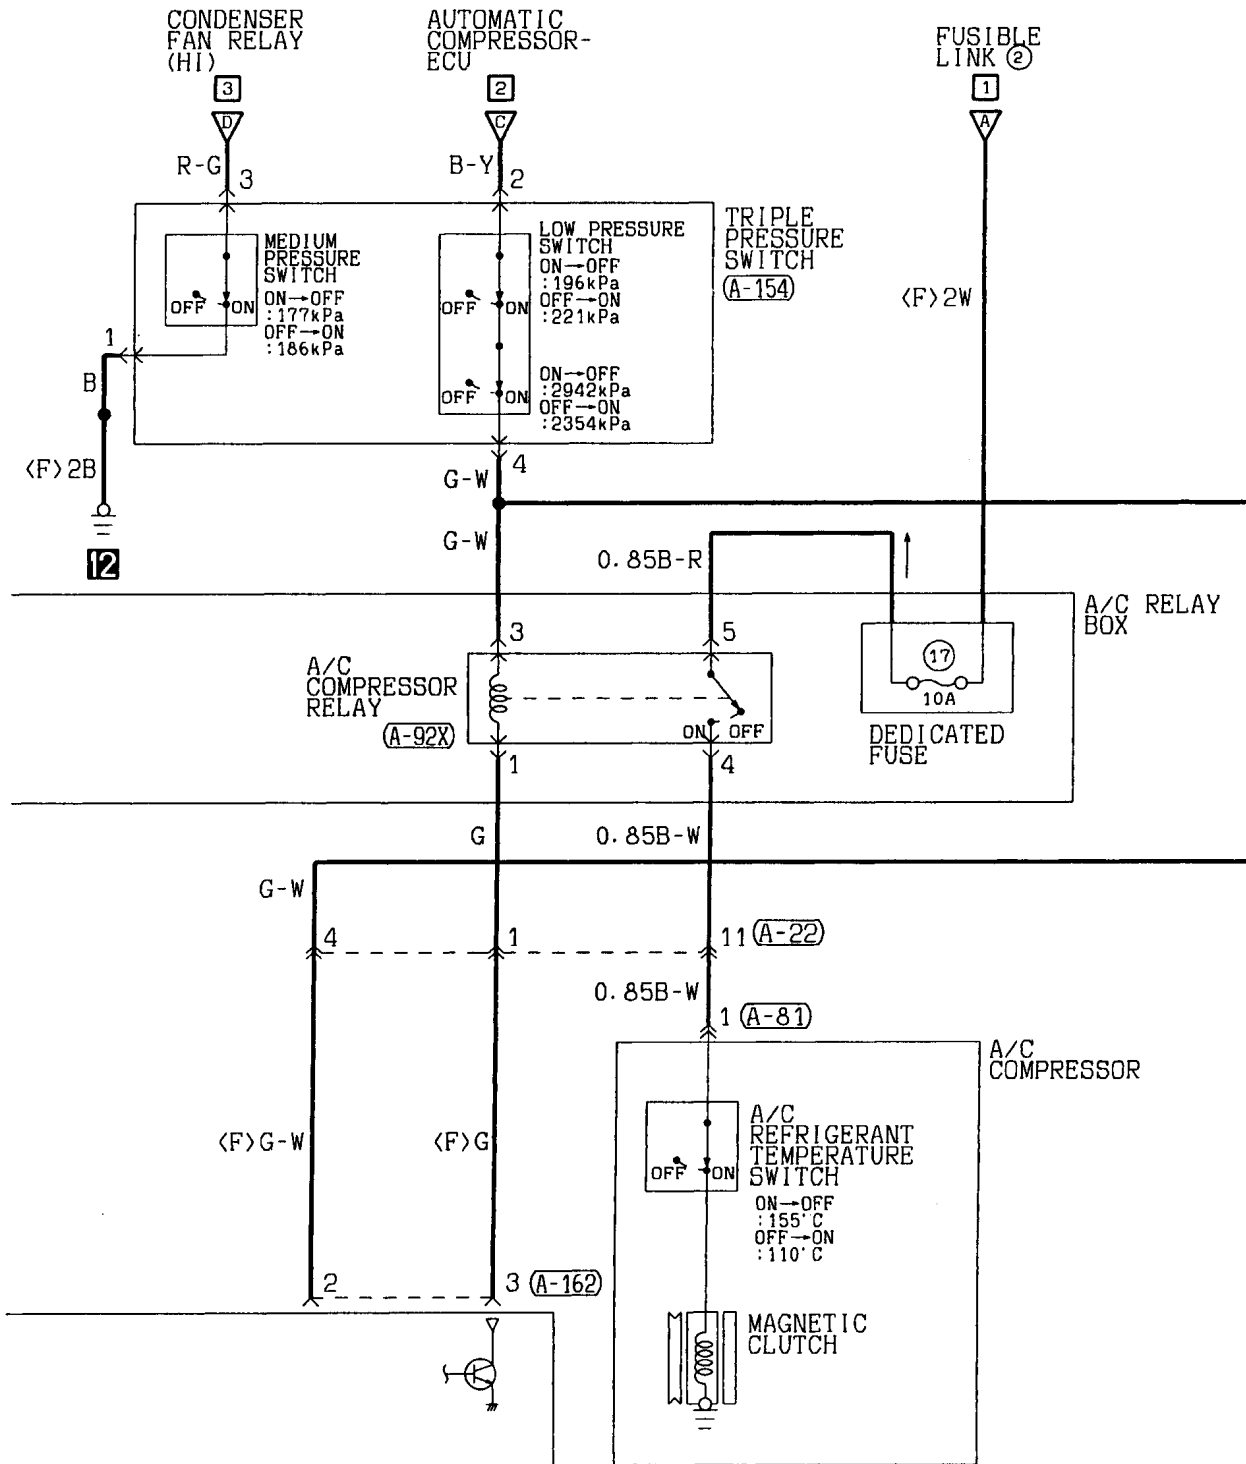 CONDENSER
FAN RELAY
(HI)
AUTOMATIC
COMPRESSOR-
ECU
FUSIBLE
LINK ②
3
2
1
D
C
A
R-G
3
B-Y
2
TRIPLE
PRESSURE
SWITCH
A-154
MEDIUM
PRESSURE
SWITCH
ON→OFF
:177kPa
OFF→ON
:186kPa
OFF
ON
LOW PRESSURE
SWITCH
ON→OFF
:196kPa
OFF→ON
:221kPa
OFF
ON
ON→OFF
:2942kPa
OFF→ON
:2354kPa
OFF
ON
<F>2W
1
B
<F>2B
12
4
G-W
G-W
0.85B-R
A/C RELAY
BOX
3
5
A/C
COMPRESSOR
RELAY
A-92X
ON
OFF
17
10A
DEDICATED
FUSE
1
4
G
0.85B-W
G-W
4
1
11
A-22
0.85B-W
1
A-81
A/C
COMPRESSOR
<F>G-W
<F>G
A/C
REFRIGERANT
TEMPERATURE
SWITCH
ON→OFF
:155°C
OFF→ON
:110°C
OFF
ON
2
3
A-162
MAGNETIC
CLUTCH